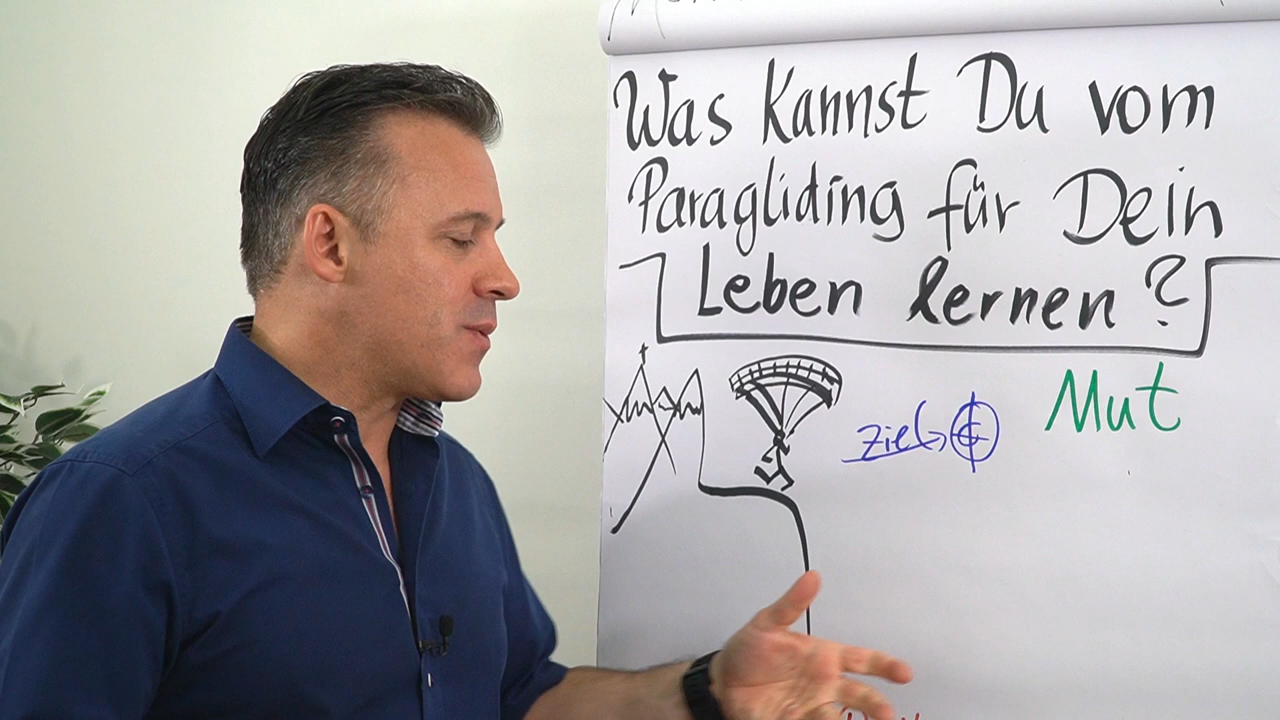 Was Kannst Du vom
Paragliding für Dein
Leben lernen?
Ziel
Mut